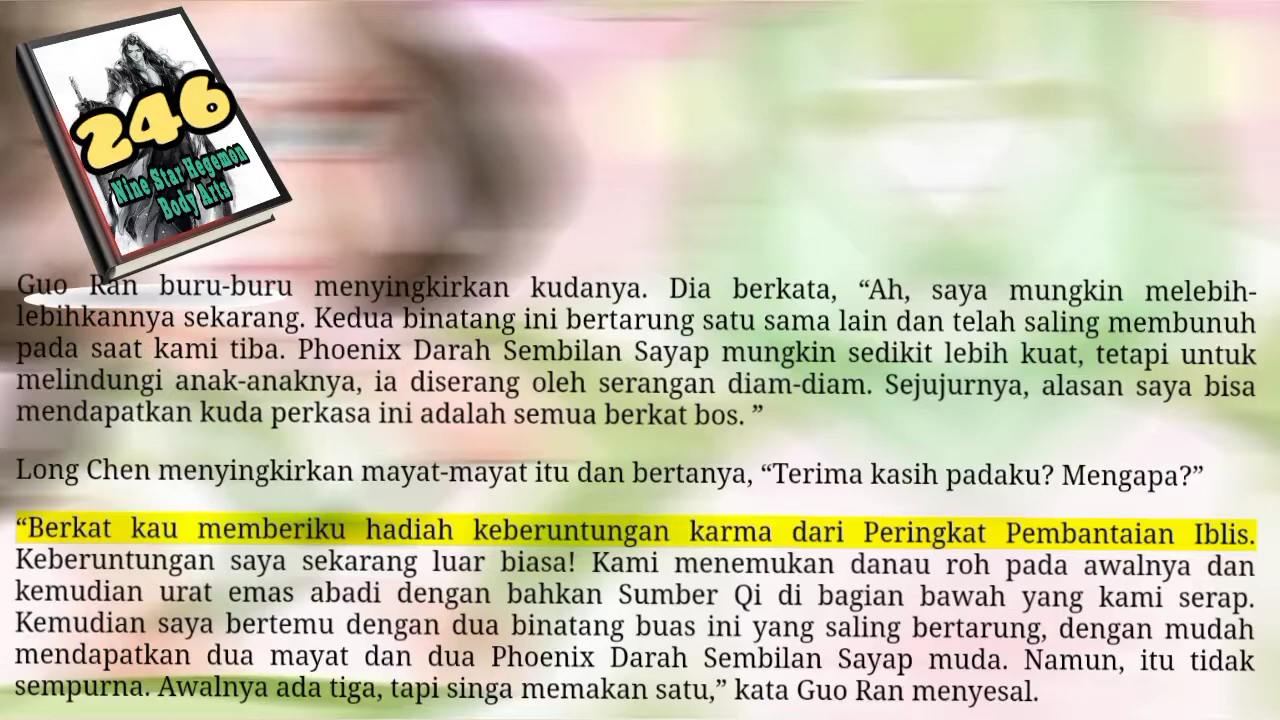 246
Nine Star Hegemon
Body Arts
Guo Ran buru-buru menyingkirkan kudanya. Dia berkata, “Ah, saya mungkin melebih-
lebihkannya sekarang. Kedua binatang ini bertarung satu sama lain dan telah saling membunuh
pada saat kami tiba. Phoenix Darah Sembilan Sayap mungkin sedikit lebih kuat, tetapi untuk
melindungi anak-anaknya, ia diserang oleh serangan diam-diam. Sejujurnya, alasan saya bisa
mendapatkan kuda perkasa ini adalah semua berkat bos. ”
Long Chen menyingkirkan mayat-mayat itu dan bertanya, “Terima kasih padaku? Mengapa?”
“Berkat kau memberiku hadiah keberuntungan karma dari Peringkat Pembantaian Iblis.
Keberuntungan saya sekarang luar biasa! Kami menemukan danau roh pada awalnya dan
kemudian urat emas abadi dengan bahkan Sumber Qi di bagian bawah yang kami serap.
Kemudian saya bertemu dengan dua binatang buas ini yang saling bertarung, dengan mudah
mendapatkan dua mayat dan dua Phoenix Darah Sembilan Sayap muda. Namun, itu tidak
sempurna. Awalnya ada tiga, tapi singa memakan satu,” kata Guo Ran menyesal.